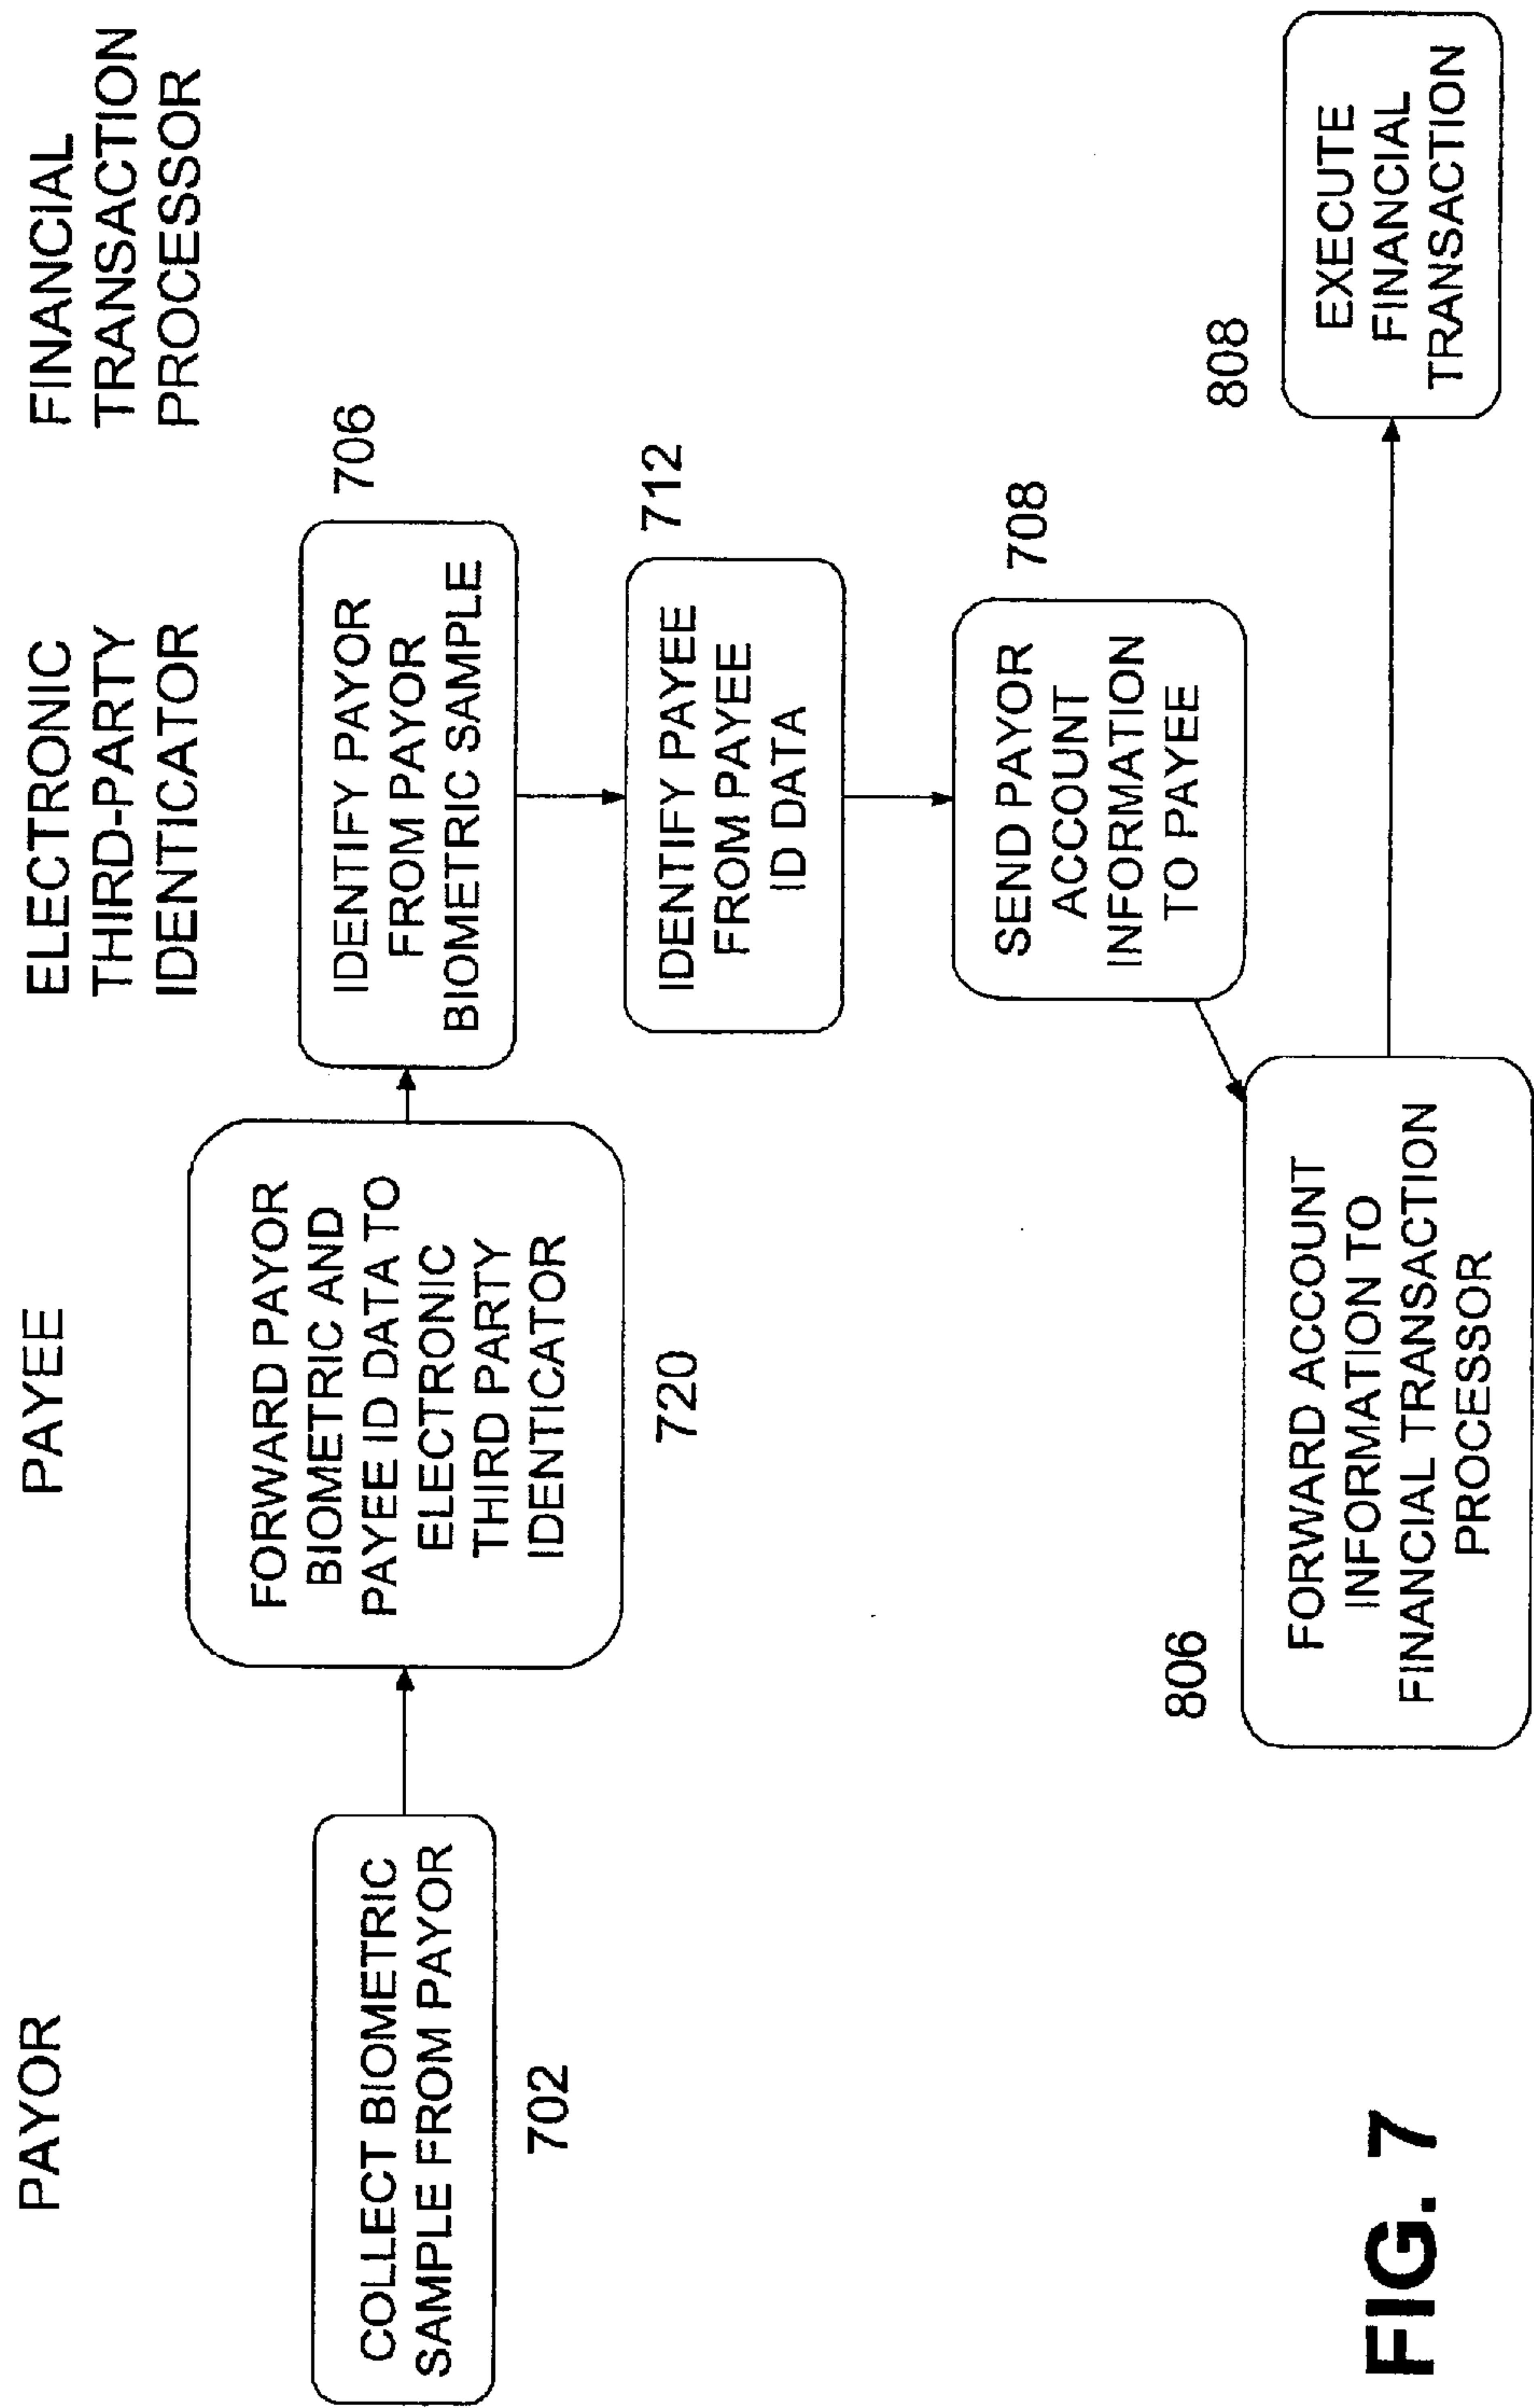 PAYOR
PAYEE
ELECTRONIC
THIRD-PARTY
IDENTICATOR
FINANCIAL
TRANSACTION
PROCESSOR
COLLECT BIOMETRIC
SAMPLE FROM PAYOR
702
FORWARD PAYOR
BIOMETRIC AND
PAYEE ID DATA TO
ELECTRONIC
THIRD PARTY
IDENTICATOR
720
IDENTIFY PAYOR
FROM PAYOR
BIOMETRIC SAMPLE
706
IDENTIFY PAYEE
FROM PAYEE
ID DATA
712
SEND PAYOR
ACCOUNT
INFORMATION
TO PAYEE
708
806
FORWARD ACCOUNT
INFORMATION TO
FINANCIAL TRANSACTION
PROCESSOR
808
EXECUTE
FINANCIAL
TRANSACTION
FIG. 7